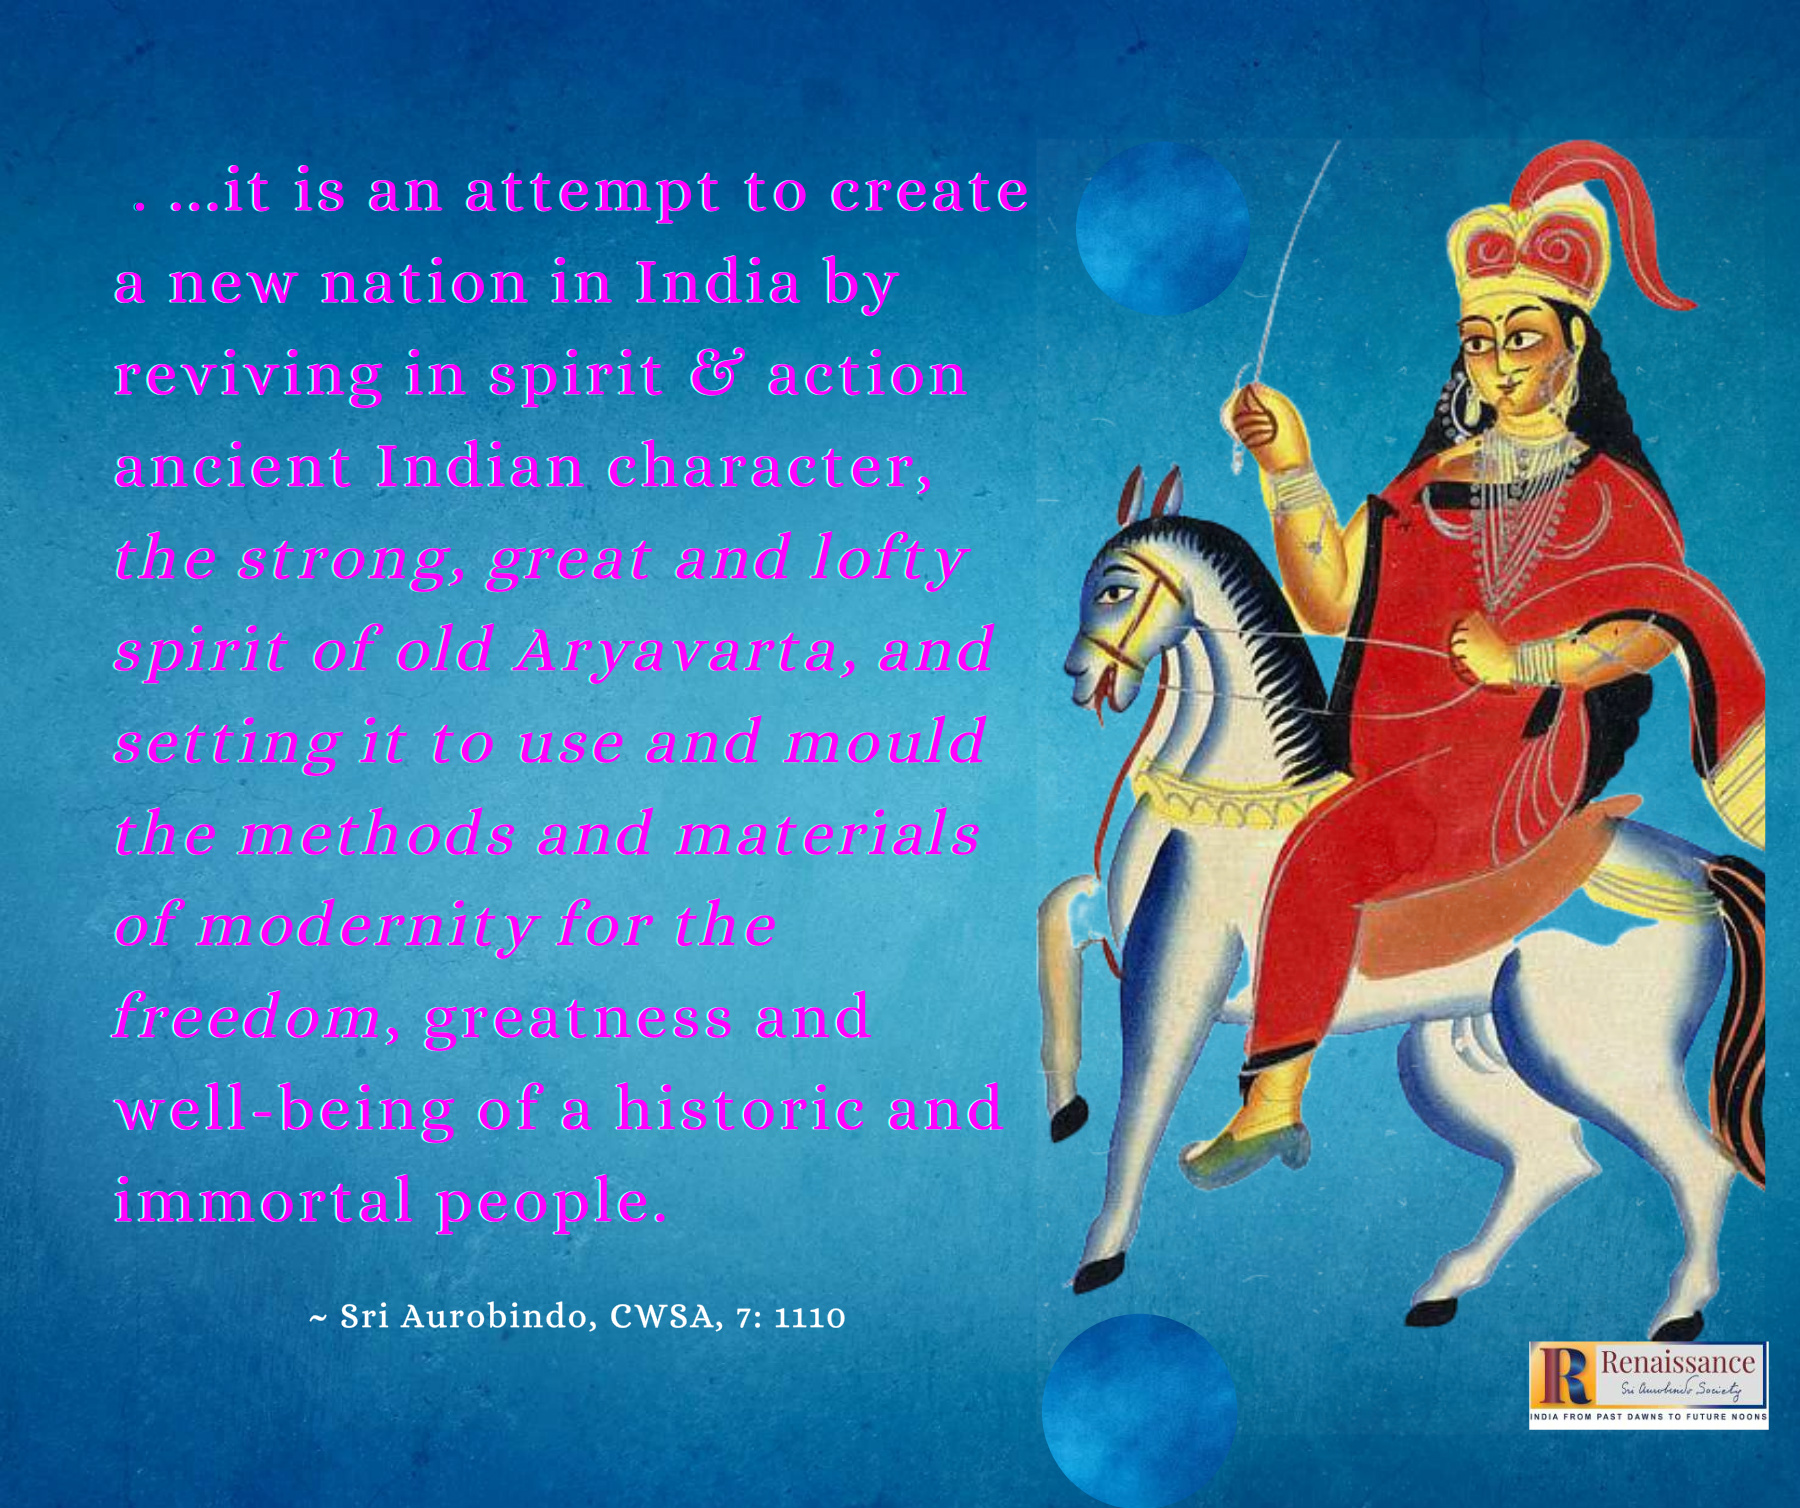 . ...it is an attempt to create
a new nation in India by
reviving in spirit & action
ancient Indian character,
the strong, great and lofty
spirit of old Aryavarta, and
setting it to use and mould
the methods and materials
of modernity for the
freedom, greatness and
well-being of a historic and
immortal people.
~ Sri Aurobindo, CWSA, 7: 1110
R Renaissance
Sri Aurobindo Society
INDIA FROM PAST DAWNS TO FUTURE NOONS